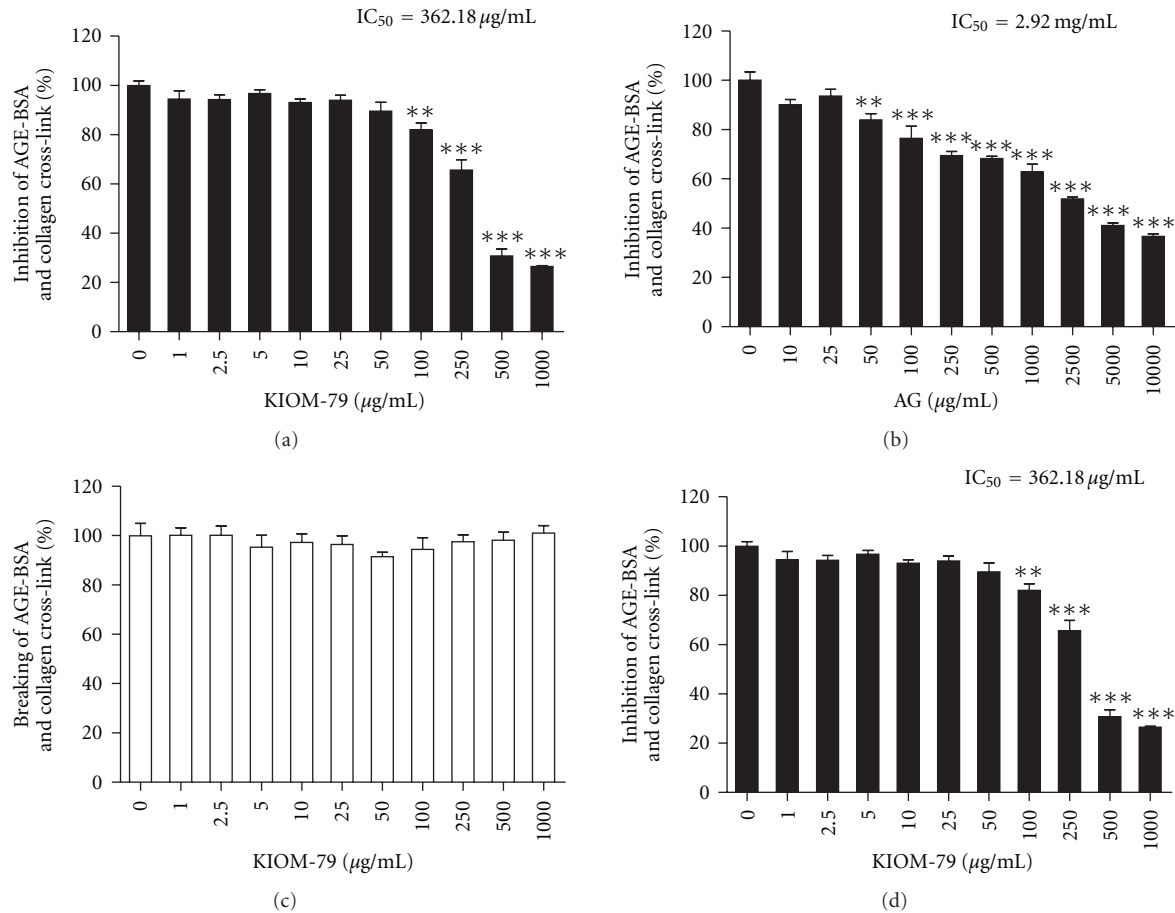 IC50 = 362.18 μg/mL
Inhibition of AGE-BSA
and collagen cross-link (%)
120
100
80
60
40
20
0
**
***
***
***
0 1 2.5 5 10 25 50 100 250 500 1000
KIOM-79 (μg/mL)
(a)
IC50 = 2.92 mg/mL
Inhibition of AGE-BSA
and collagen cross-link (%)
120
100
80
60
40
20
0
**
***
***
***
***
***
***
***
0 10 25 50 100 250 500 1000 2500 5000 10000
AG (μg/mL)
(b)
Breaking of AGE-BSA
and collagen cross-link (%)
120
100
80
60
40
20
0
0 1 2.5 5 10 25 50 100 250 500 1000
KIOM-79 (μg/mL)
(c)
IC50 = 362.18 μg/mL
Inhibition of AGE-BSA
and collagen cross-link (%)
120
100
80
60
40
20
0
**
***
***
***
0 1 2.5 5 10 25 50 100 250 500 1000
KIOM-79 (μg/mL)
(d)